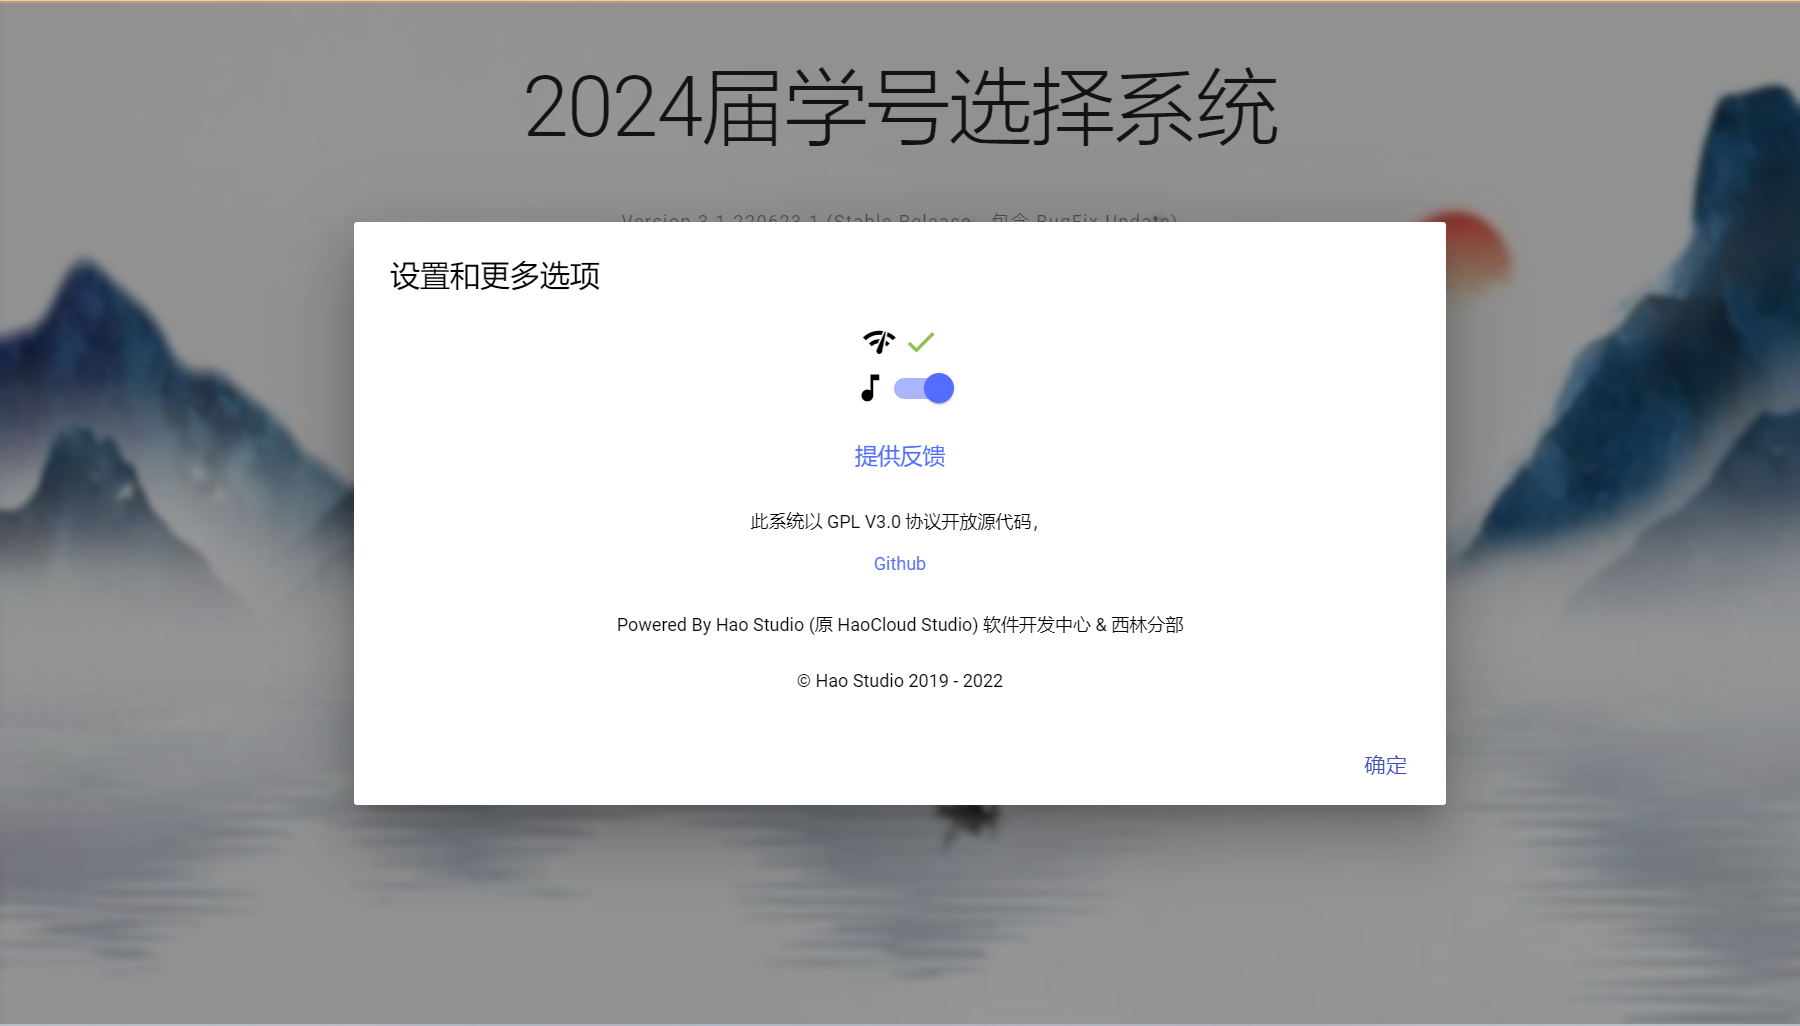 2024届学号选择系统
Version 3.1.220623.1 (Stable Release - 包含 BugFix Update)
设置和更多选项
提供反馈
此系统以 GPL V3.0 协议开放源代码，
Github
Powered By Hao Studio (原 HaoCloud Studio) 软件开发中心 & 西林分部
© Hao Studio 2019 - 2022
确定